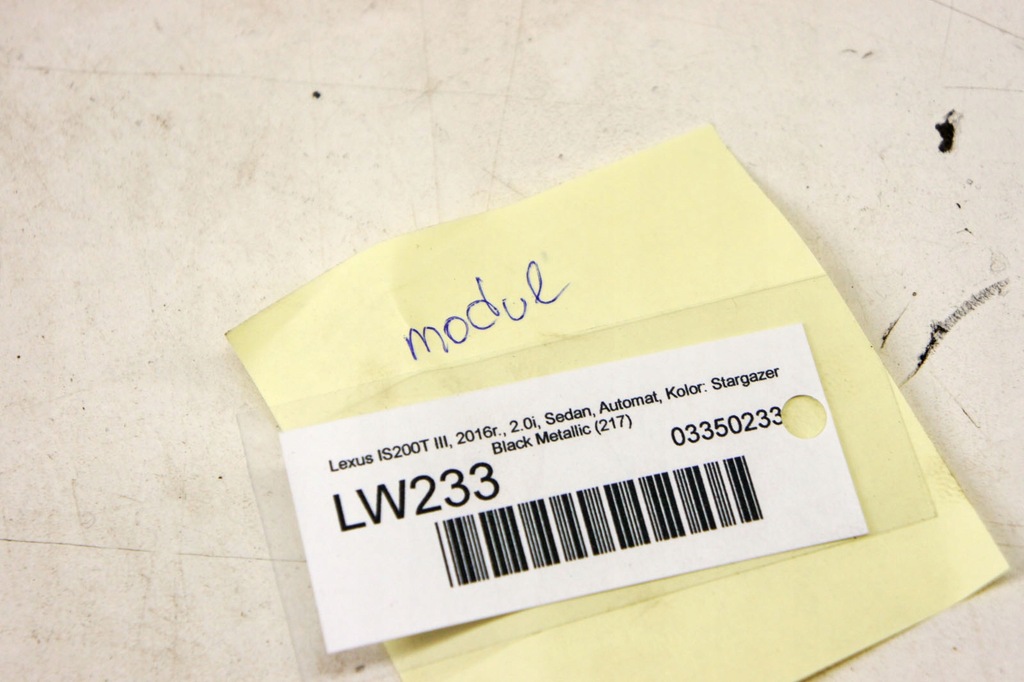 modul
Lexus IS200T III, 2016r., 2.0i, Sedan, Automat, Kolor: Stargazer
Black Metallic (217)
03350233
LW233